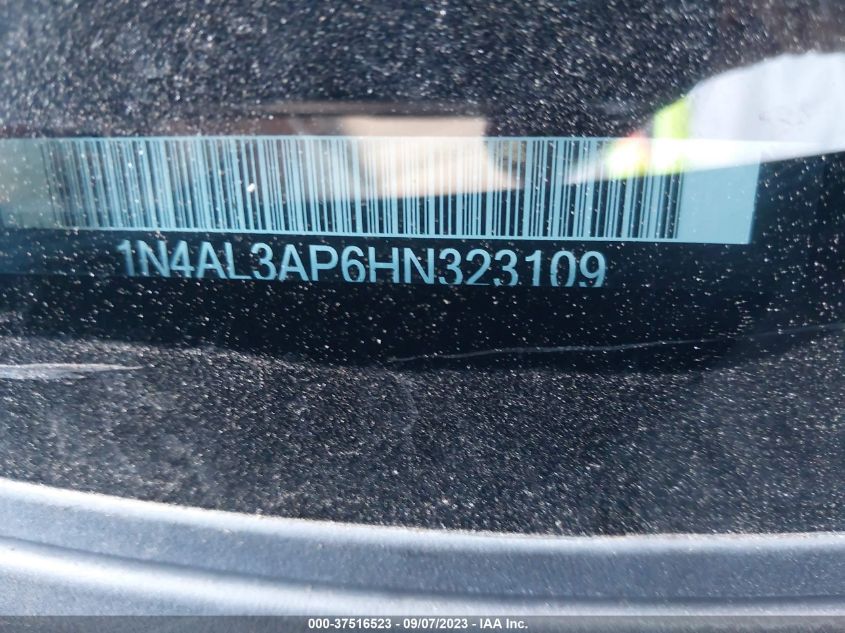 1N4AL3AP6HN323109
000-37516523 - 09/07/2023 - IAA Inc.